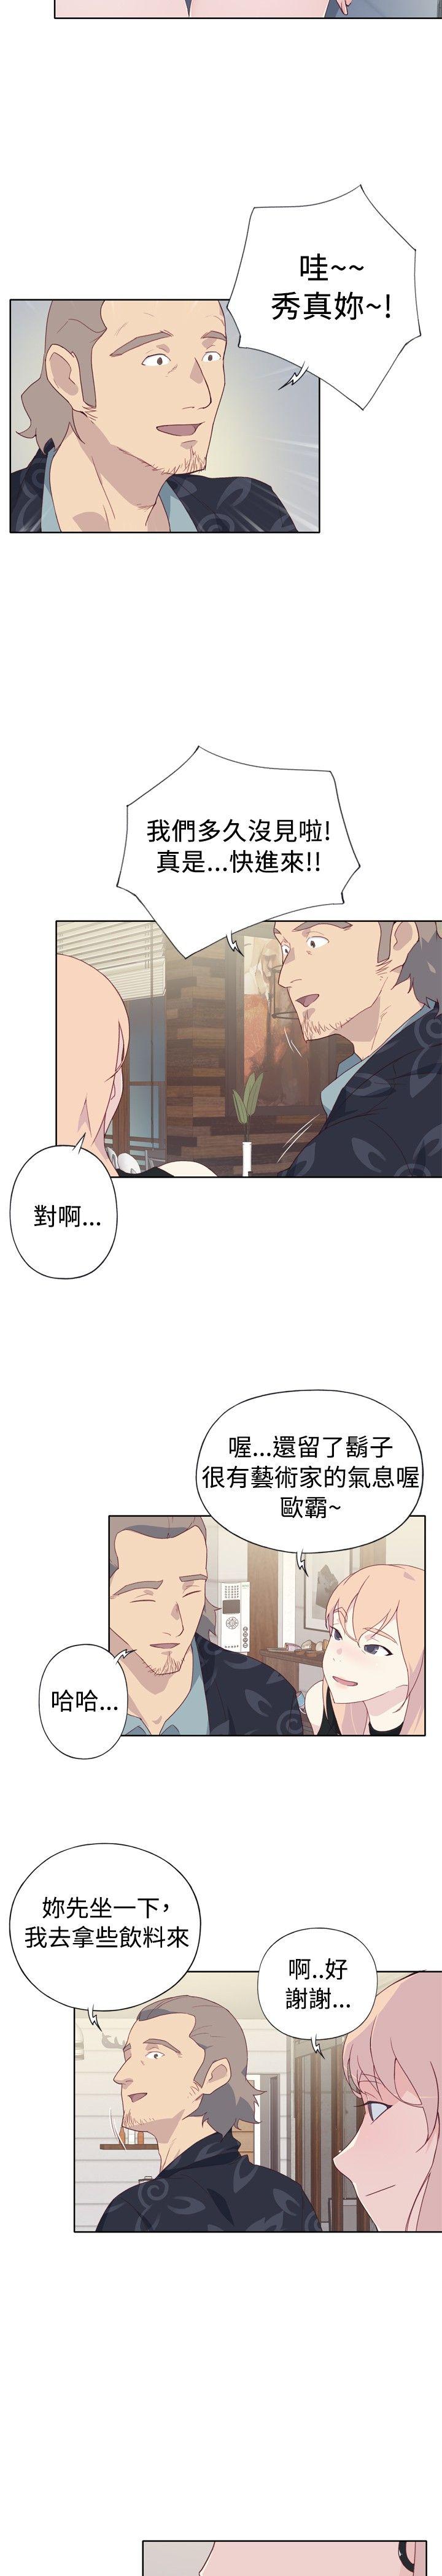 哇~~
秀真妳~!
我們多久沒見啦!
真是...快進來!!
對啊...
喔...還留了鬍子
很有藝術家的氣息喔
歐霸~
哈哈...
妳先坐一下,
我去拿些飲料來
啊..好
謝謝...